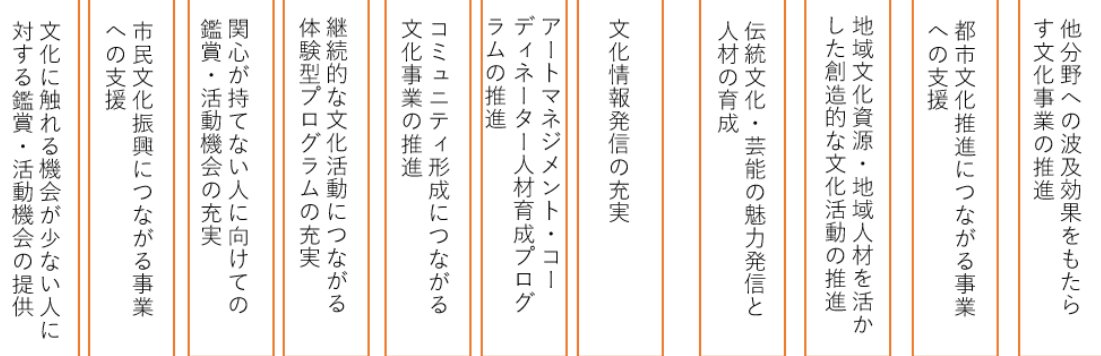 他分野への波及効果をもたら
す文化事業の推進
都市文化推進につながる事業
への支援
地域文化資源・地域人材を活か
した創造的な文化活動の推進
伝統文化・芸能の魅力発信と
人材の育成
文化情報発信の充実
アートマネジメント・コー
ディネーター人材育成プログ
ラムの推進
コミュニティ形成につながる
文化事業の推進
継続的な文化活動につながる
体験型プログラムの充実
関心が持てない人に向けての
鑑賞・活動機会の充実
市民文化振興につながる事業
への支援
文化に触れる機会が少ない人に
対する鑑賞・活動機会の提供